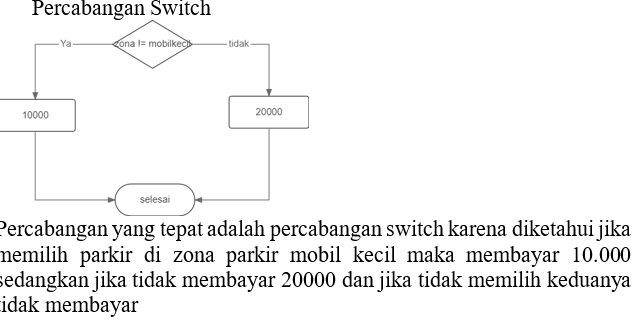 Percabangan Switch
Ya
zona != mobilkecil
tidak
10000
20000
selesai
Percabangan yang tepat adalah percabangan switch karena diketahui jika
memilih parkir di zona parkir mobil kecil maka membayar 10.000
sedangkan jika tidak membayar 20000 dan jika tidak memilih keduanya
tidak membayar